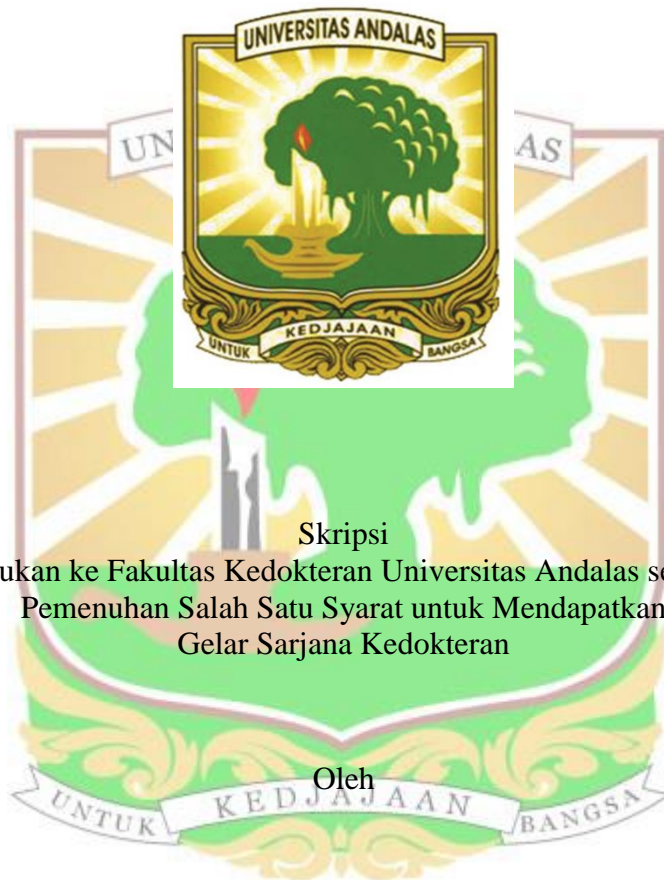 UNIVERSITAS ANDALAS
UN AS
UNTUK KEDJAJAAN BANGSA
Skripsi
ukan ke Fakultas Kedokteran Universitas Andalas se
Pemenuhan Salah Satu Syarat untuk Mendapatkan
Gelar Sarjana Kedokteran
Oleh
UNTUK KEDJAJAAN BANGSA